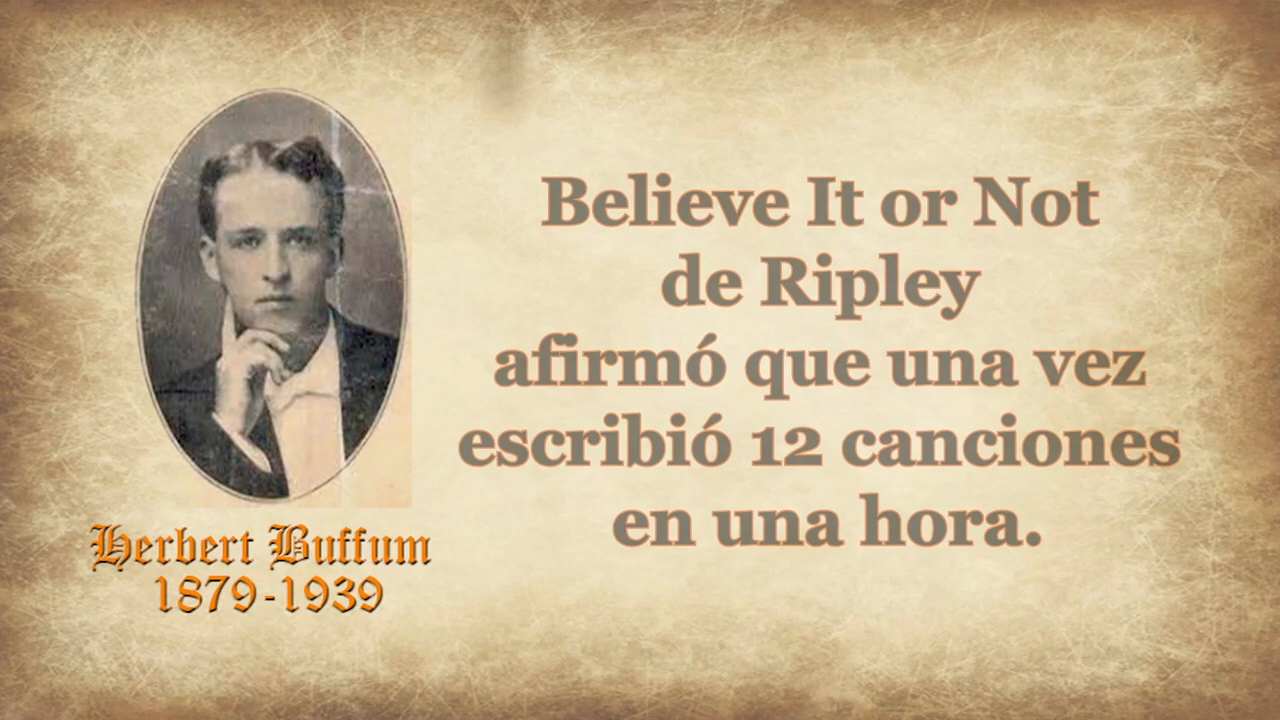 Believe It or Not
de Ripley
afirmó que una vez
escribió 12 canciones
en una hora.
Herbert Buffum
1879-1939